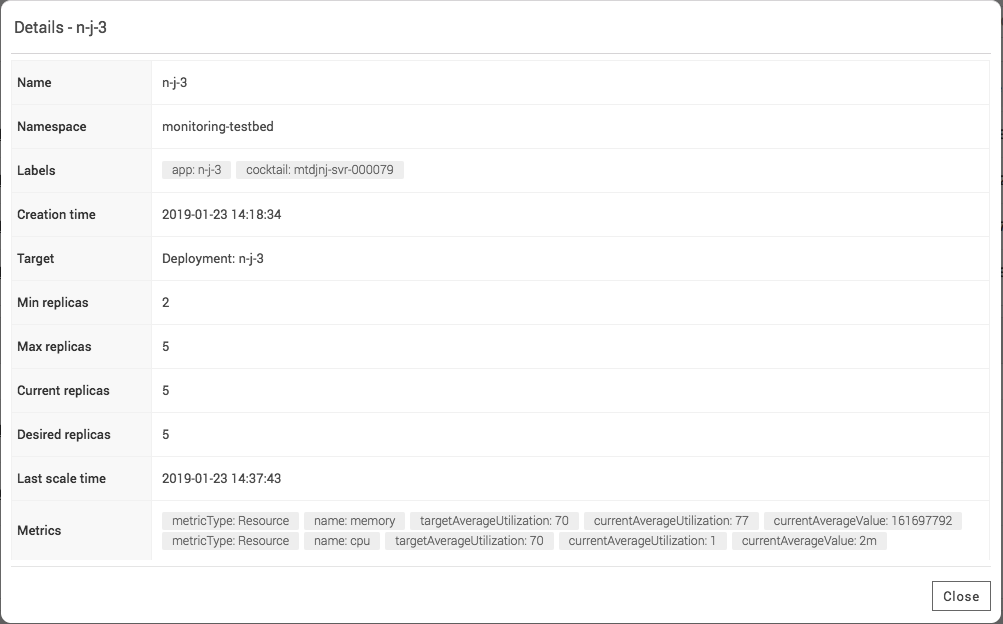 Details - n-j-3
Name n-j-3
Namespace monitoring-testbed
Labels app: n-j-3 cocktail: mtdjnj-svr-000079
Creation time 2019-01-23 14:18:34
Target Deployment: n-j-3
Min replicas 2
Max replicas 5
Current replicas 5
Desired replicas 5
Last scale time 2019-01-23 14:37:43
Metrics metricType: Resource name: memory targetAverageUtilization: 70 currentAverageUtilization: 77 currentAverageValue: 161697792
metricType: Resource name: cpu targetAverageUtilization: 70 currentAverageUtilization: 1 currentAverageValue: 2m
Close